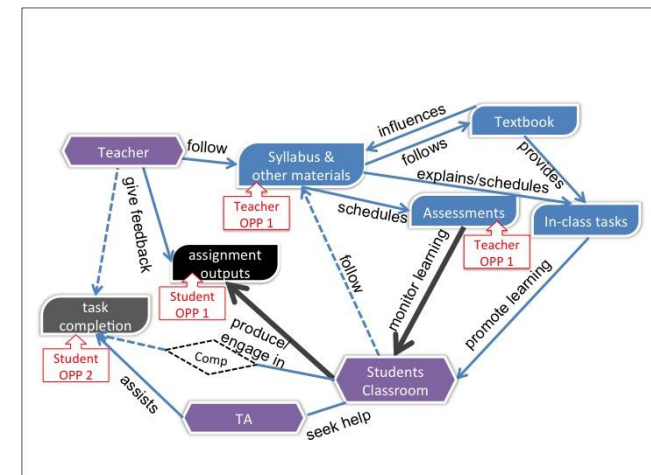 influences
Textbook
Teacher
follow
Syllabus &
other materials
follows
provides
explains/schedules
give feedback
Teacher
OPP 1
schedules
Assessments
In-class tasks
Teacher
OPP 1
assignment
outputs
follow
monitor learning
Student
OPP 1
task
completion
promote learning
produce/
engage in
Comp
Student
OPP 2
Students
Classroom
assists
TA
seek help